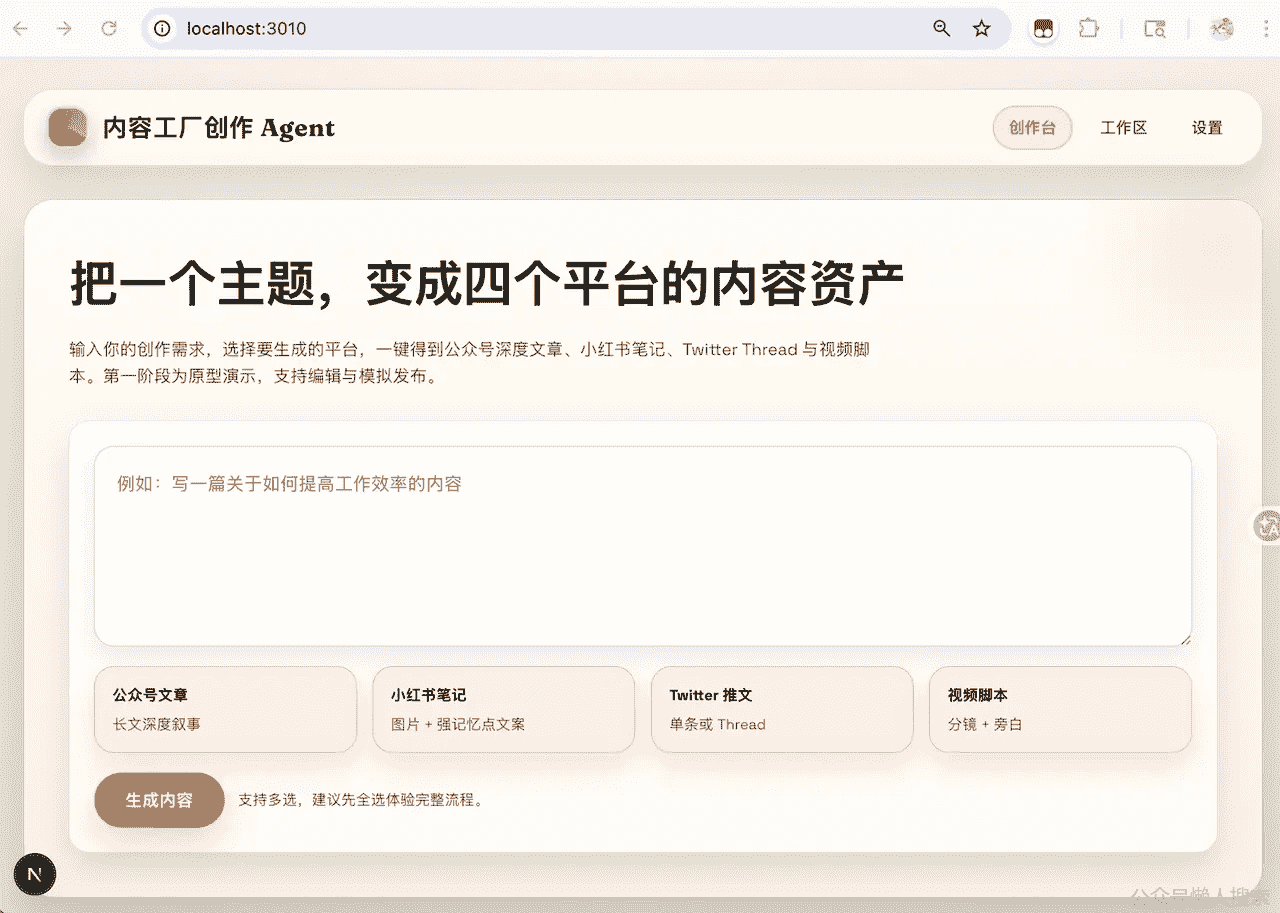 localhost:3010
内容工厂创作 Agent
创作台
工作区
设置
把一个主题，变成四个平台的内容资产
输入你的创作需求，选择要生成的平台，一键得到公众号深度文章、小红书笔记、Twitter Thread 与视频脚
本。第一阶段为原型演示，支持编辑与模拟发布。
例如：写一篇关于如何提高工作效率的内容
公众号文章
长文深度叙事
小红书笔记
图片 + 强记忆点文案
Twitter 推文
单条或 Thread
视频脚本
分镜 + 旁白
生成内容
支持多选，建议先全选体验完整流程。
N
公众号懒人搜索